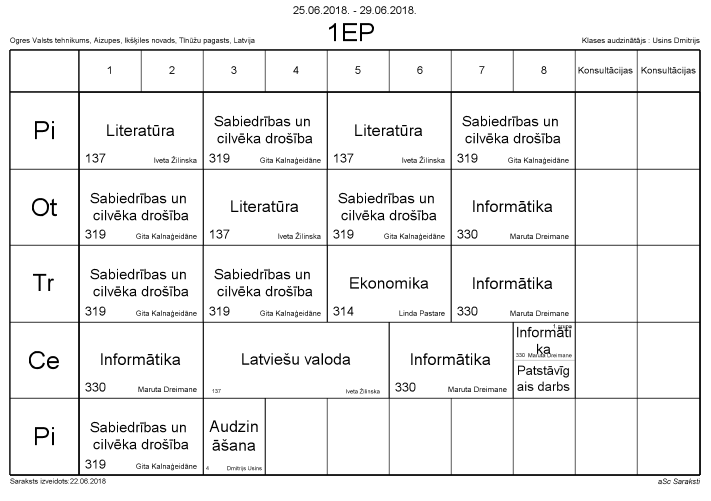 25.06.2018. - 29.06.2018.
1EP
Ogres Valsts tehnikums, Aizupes, Ikšķiles novads, Tīnūžu pagasts, Latvija
Klases audzinātājs : Usins Dmitrijs
1 2 3 4 5 6 7 8 Konsultācijas Konsultācijas
Pi
Literatūra
137 Iveta Žilinska
Sabiedrības un
cilvēka drošība
319 Gita Kalnaģeidāne
Literatūra
137 Iveta Žilinska
Sabiedrības un
cilvēka drošība
319 Gita Kalnaģeidāne
Ot
Sabiedrības un
cilvēka drošība
319 Gita Kalnaģeidāne
Literatūra
137 Iveta Žilinska
Sabiedrības un
cilvēka drošība
319 Gita Kalnaģeidāne
Informātika
330 Maruta Dreimane
Tr
Sabiedrības un
cilvēka drošība
319 Gita Kalnaģeidāne
Sabiedrības un
cilvēka drošība
319 Gita Kalnaģeidāne
Ekonomika
314 Linda Pastare
Informātika
330 Maruta Dreimane
Ce
Informātika
330 Maruta Dreimane
Latviešu valoda
137 Iveta Žilinska
Informātika
330 Maruta Dreimane
1. grupa
Informāti
ka
330 Maruta Dreimane
Patstāvīg
ais darbs
Pi
Sabiedrības un
cilvēka drošība
319 Gita Kalnaģeidāne
Audzin
āšana
4 Dmitrijs Usins
Saraksts izveidots:22.06.2018
aSc Saraksti